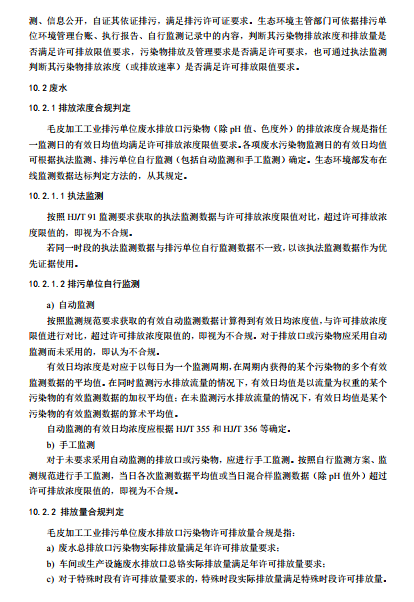 测、信息公开，自证其依证排污，满足排污许可证要求。生态环境主管部门可依据排污单
位环境管理台账、执行报告、自行监测记录中的内容，判断其污染物排放浓度和排放量是
否满足许可排放限值要求，污染物排放及管理要求是否满足许可要求，也可通过执法监测
判断其污染物排放浓度（或排放速率）是否满足许可排放限值要求。
10.2 废水
10.2.1 排放浓度合规判定
毛皮加工工业排污单位废水排放口污染物（除 pH 值、色度外）的排放浓度合规是指任
一监测日的有效日均值均满足许可排放浓度限值要求。各项废水污染物监测日的有效日均值
可根据执法监测、排污单位自行监测（包括自动监测和手工监测）确定。生态环境部发布在
线监测数据达标判定方法的，从其规定。
10.2.1.1 执法监测
按照 HJ/T 91 监测要求获取的执法监测数据与许可排放浓度限值对比，超过许可排放浓
度限值的，即视为不合规。
若同一时段的执法监测数据与排污单位自行监测数据不一致，以该执法监测数据作为优
先证据使用。
10.2.1.2 排污单位自行监测
a) 自动监测
按照监测规范要求获取的有效自动监测数据计算得到有效日均浓度值，与许可排放浓度
限值进行对比，超过许可排放浓度限值的，即视为不合规。对于排放口或污染物应采用自动
监测而未采用的，即认为不合规。
有效日均浓度是对应于以每日为一个监测周期，在周期内获得的某个污染物的多个有效
监测数据的平均值。在同时监测污水排放流量的情况下，有效日均值是以流量为权重的某个
污染物的有效监测数据的加权平均值；在未监测污水排放流量的情况下，有效日均值是某个
污染物的有效监测数据的算术平均值。
自动监测的有效日均浓度应根据 HJ/T 355 和 HJ/T 356 等确定。
b) 手工监测
对于未要求采用自动监测的排放口或污染物，应进行手工监测。按照自行监测方案、监
测规范进行手工监测，当日各次监测数据平均值或当日混合样监测数据（除 pH 值外）超过
许可排放浓度限值的，即视为不合规。
10.2.2 排放量合规判定
毛皮加工工业排污单位废水排放口污染物许可排放量合规是指：
a) 废水总排放口污染物实际排放量满足年许可排放量要求；
b) 车间或生产设施废水排放口总铬实际排放量满足年许可排放量要求；
c) 对于特殊时段有许可排放量要求的，特殊时段实际排放量满足特殊时段许可排放量。